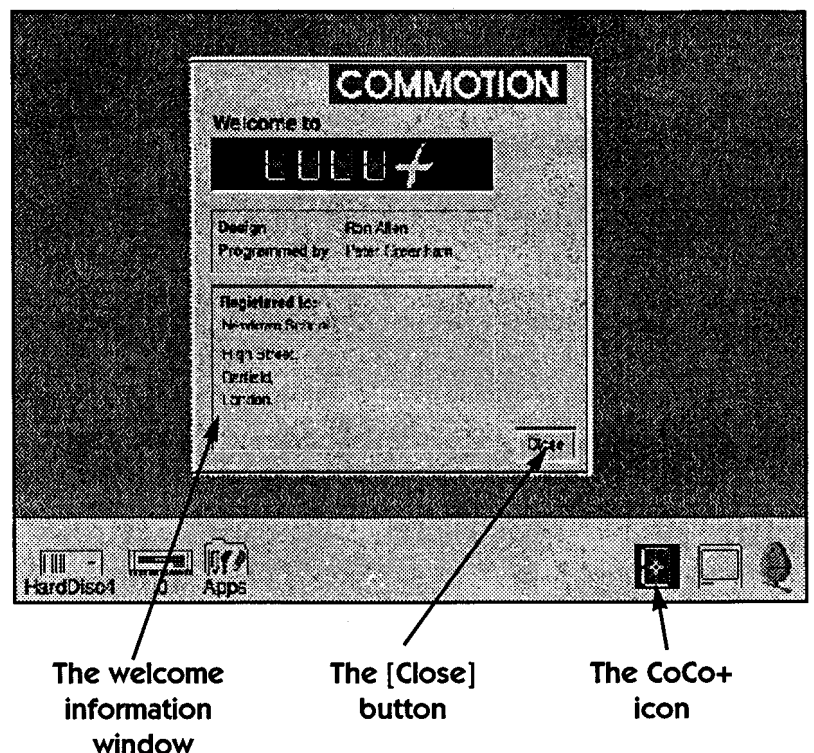 COMMOTION
Welcome to
Design Ron Allen
Programmed by Peter
Registered to:
High Street,
London.
Close
HardDisc4 Apps
The welcome
information
window
The [Close]
button
The CoCo+
icon